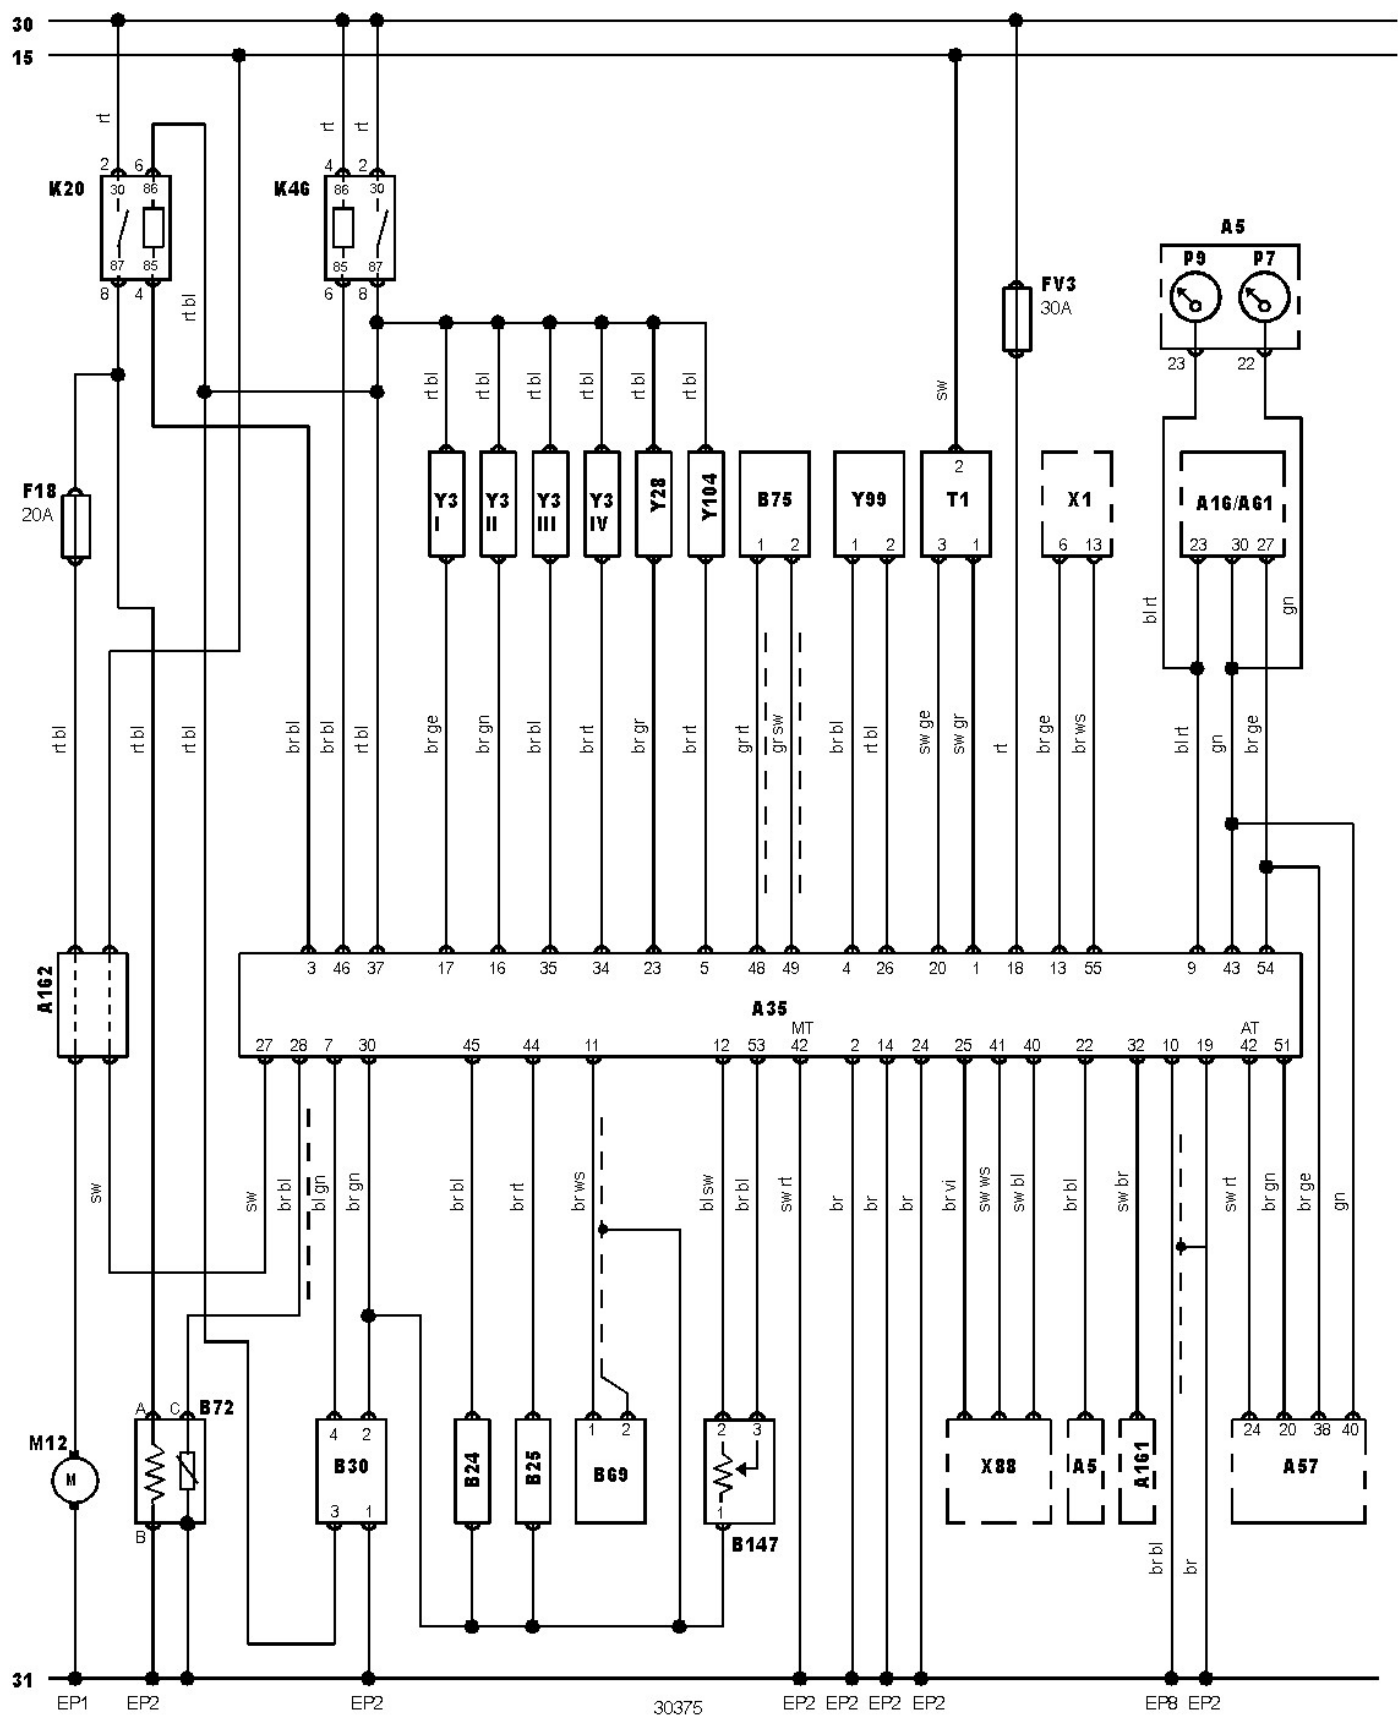 30
15
rt
rt
rt
2 6
4 2
K20
30 86
K46
86 30
87 85
85 87
8 4
6 8
rt bl
A5
P9 P7
23 22
FV3
30A
rt bl rt bl rt bl rt bl rt bl rt bl
sw
F18
20A
Y3 I
Y3 II
Y3 III
Y3 IV
Y28
Y104
B75
1 2
Y99
1 2
2
T1
3 1
X1
6 13
A16/A61
23 30 27
bl rt
gn
rt bl rt bl rt bl br bl br bl rt bl br ge br gn br bl br rt br gr br rt gr rt gr sw br bl rt bl sw ge sw gr rt br ge br ws bl rt gn br ge
A162
3 46 37 17 16 35 34 23 5 48 49 4 26 20 1 18 13 55 9 43 54
A35
MT AT
27 28 7 30 45 44 11 12 53 42 2 14 24 25 41 40 22 32 10 19 42 51
sw sw br bl bl gn br gn br bl br rt br ws bl sw br bl sw rt br br br br vi sw ws sw bl br bl sw br sw rt br gn br ge gn
M12
M
A C
B72
B
4 2
B30
3 1
B24
B25
1 2
B69
2 3
1
B147
X88
A5
A161
24 20 38 40
A57
br bl br
31
EP1 EP2 EP2 30375 EP2 EP2 EP2 EP2 EP8 EP2